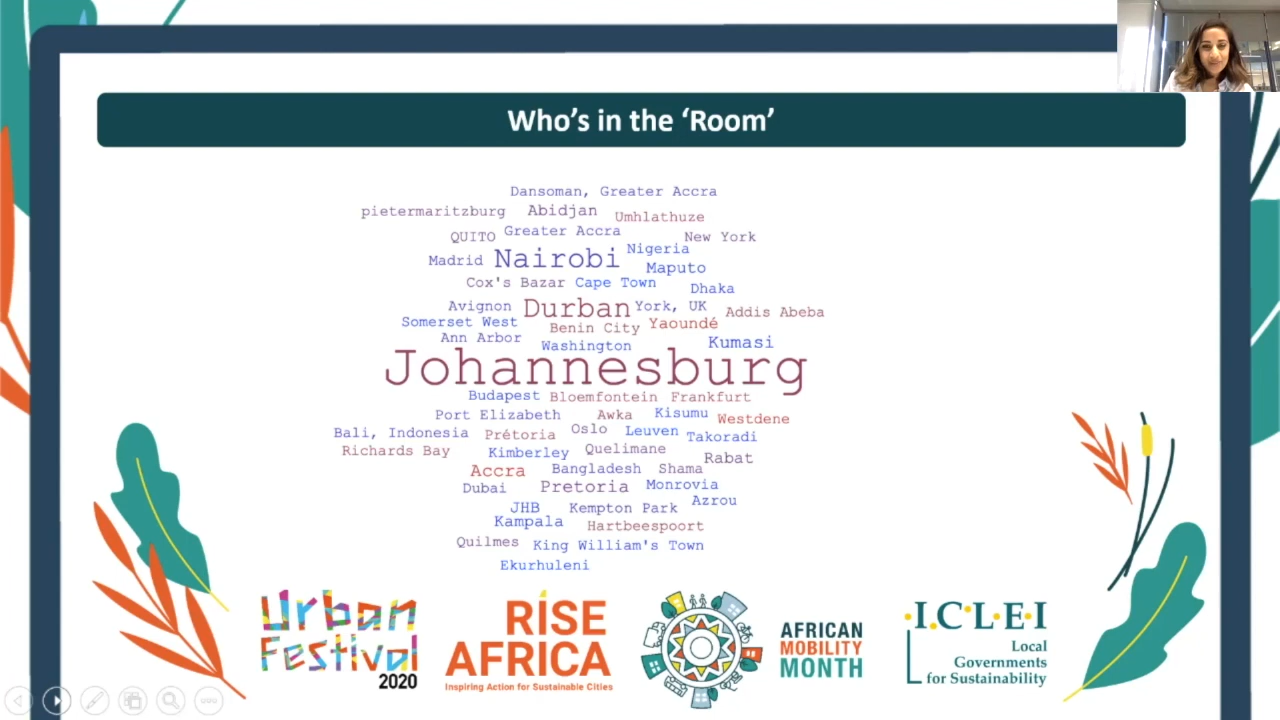 Who's in the ‘Room’
Dansoman, Greater Accra
pietermaritzburg Abidjan Umhlathuze
QUITO Greater Accra New York
Madrid Nairobi Nigeria
Maputo
Cox's Bazar Cape Town Dhaka
Avignon Durban York, UK Addis Abeba
Somerset West Benin City Yaoundé
Ann Arbor Washington Kumasi
Johannesburg
Budapest Bloemfontein Frankfurt
Port Elizabeth Awka Kisumu Westdene
Bali, Indonesia Prétoria Oslo Leuven Takoradi
Richards Bay Kimberley Quelimane Rabat
Accra Bangladesh Shama
Dubai Pretoria Monrovia
Azrou
JHB Kempton Park
Kampala Hartbeespoort
Quilmes King William's Town
Ekurhuleni
Urban
Festival
2020
RISE
AFRICA
Inspiring Action for Sustainable Cities
AFRICAN
MOBILITY
MONTH
I.C.L.E.I
Local
Governments
for Sustainability